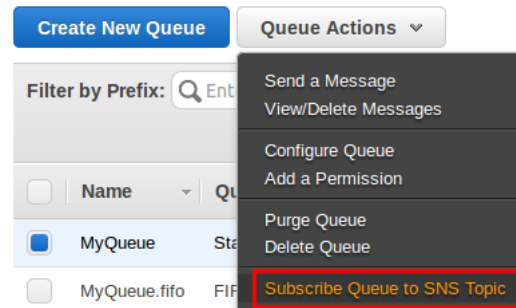 Create New Queue
Queue Actions
Filter by Prefix:
Send a Message
View/Delete Messages
Configure Queue
Add a Permission
Name
Purge Queue
MyQueue
Delete Queue
MyQueue.fifo
Subscribe Queue to SNS Topic